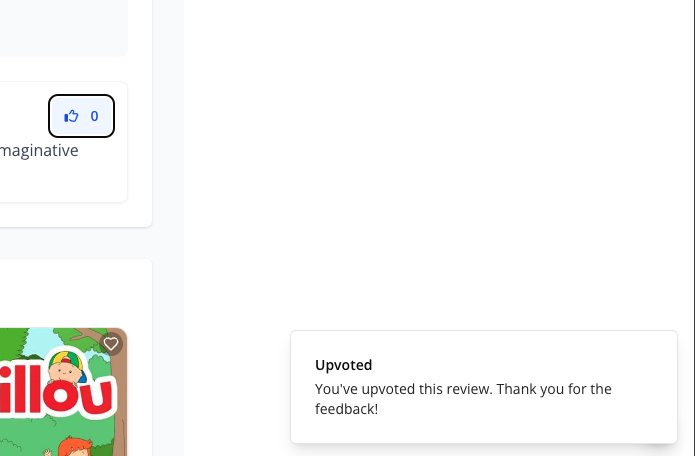 0
maginative
illou
Upvoted
You've upvoted this review. Thank you for the
feedback!